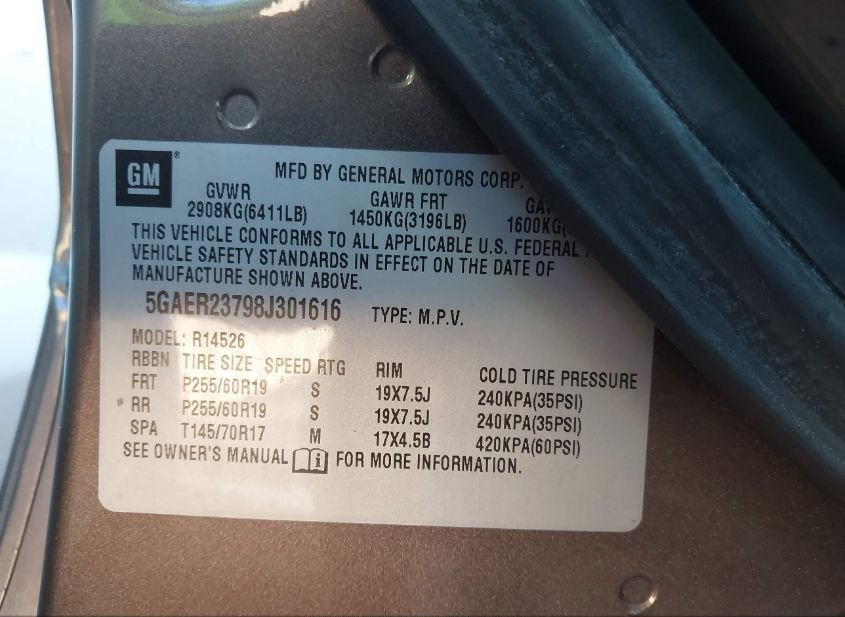 GM ®
MFD BY GENERAL MOTORS CORP.
GVWR GAWR FRT
2908KG(6411LB) 1450KG(3196LB) 1600KG(
THIS VEHICLE CONFORMS TO ALL APPLICABLE U.S. FEDERAL
VEHICLE SAFETY STANDARDS IN EFFECT ON THE DATE OF
MANUFACTURE SHOWN ABOVE.
5GAER23798J301616 TYPE: M.P.V.
MODEL: R14526
RBBN TIRE SIZE SPEED RTG RIM COLD TIRE PRESSURE
FRT P255/60R19 S 19X7.5J 240KPA(35PSI)
RR P255/60R19 S 19X7.5J 240KPA(35PSI)
SPA T145/70R17 M 17X4.5B 420KPA(60PSI)
SEE OWNER'S MANUAL FOR MORE INFORMATION.